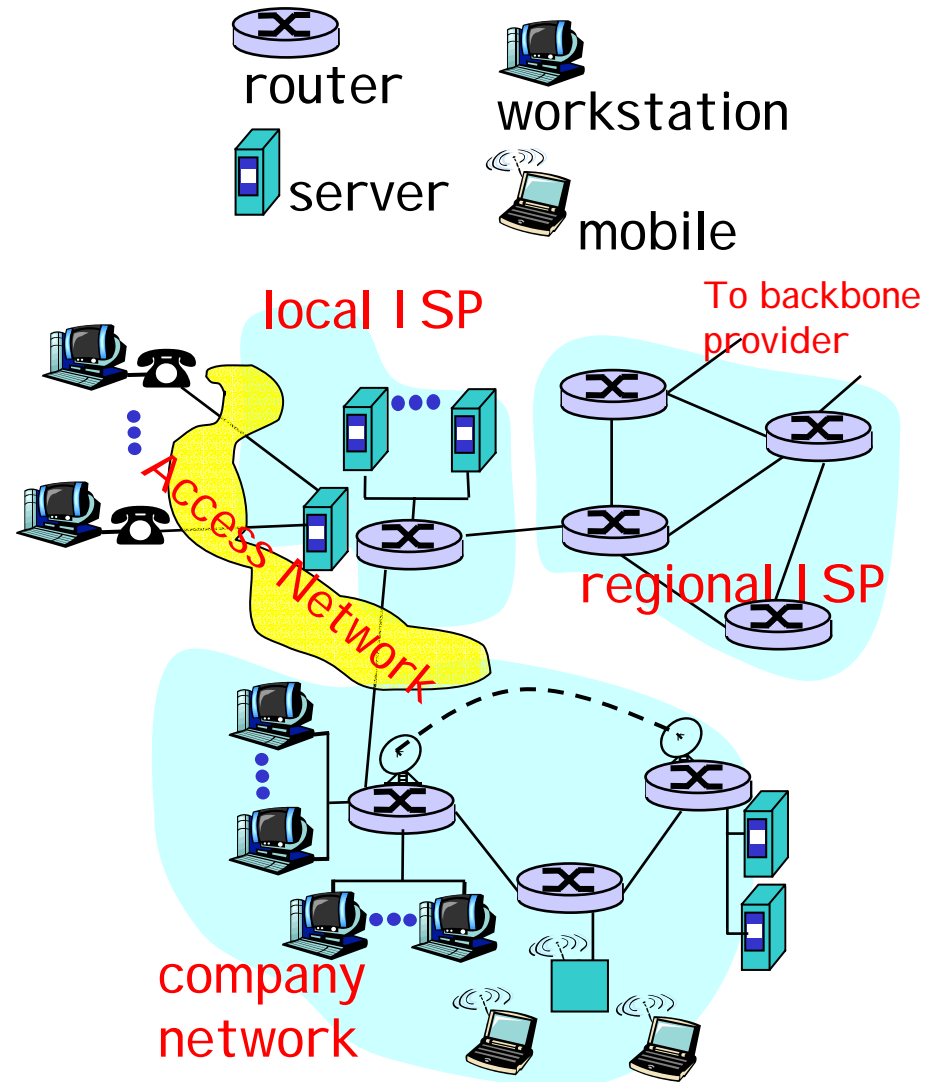 router
workstation
server
mobile
local ISP
To backbone
provider
Access Network
regional ISP
company
network